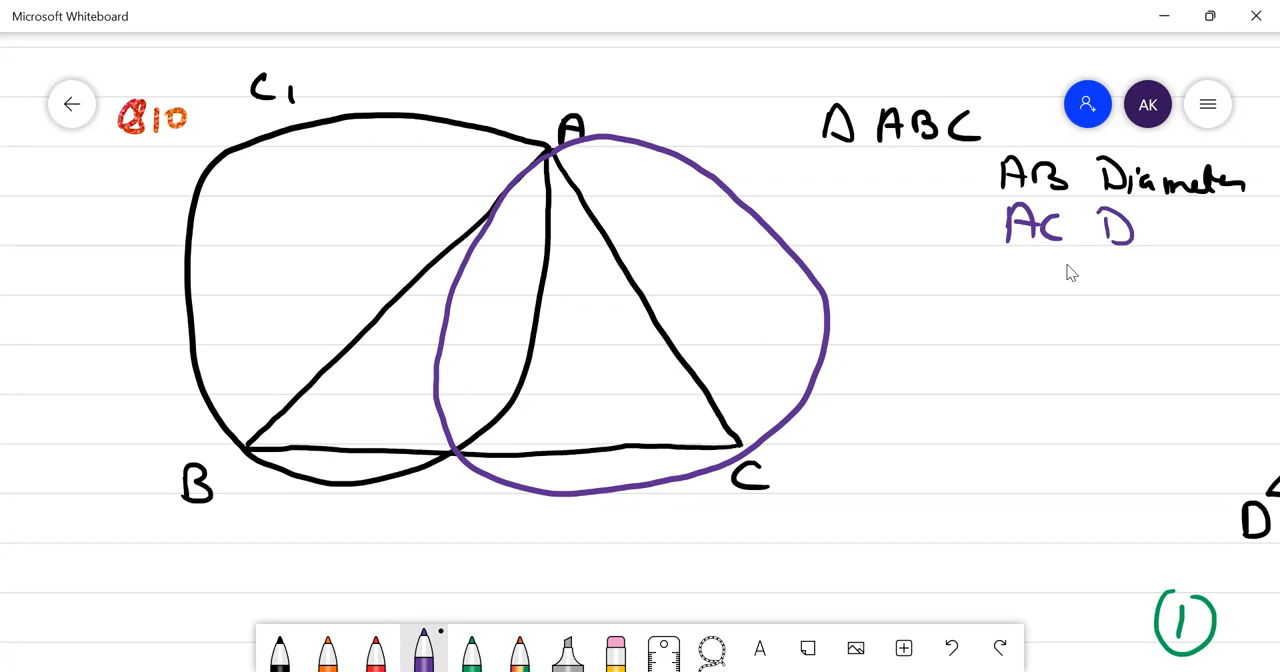 Microsoft Whiteboard
Q10
C1
A
Δ ABC
AK
AB Diameter
AC D
B
C
D
1
A